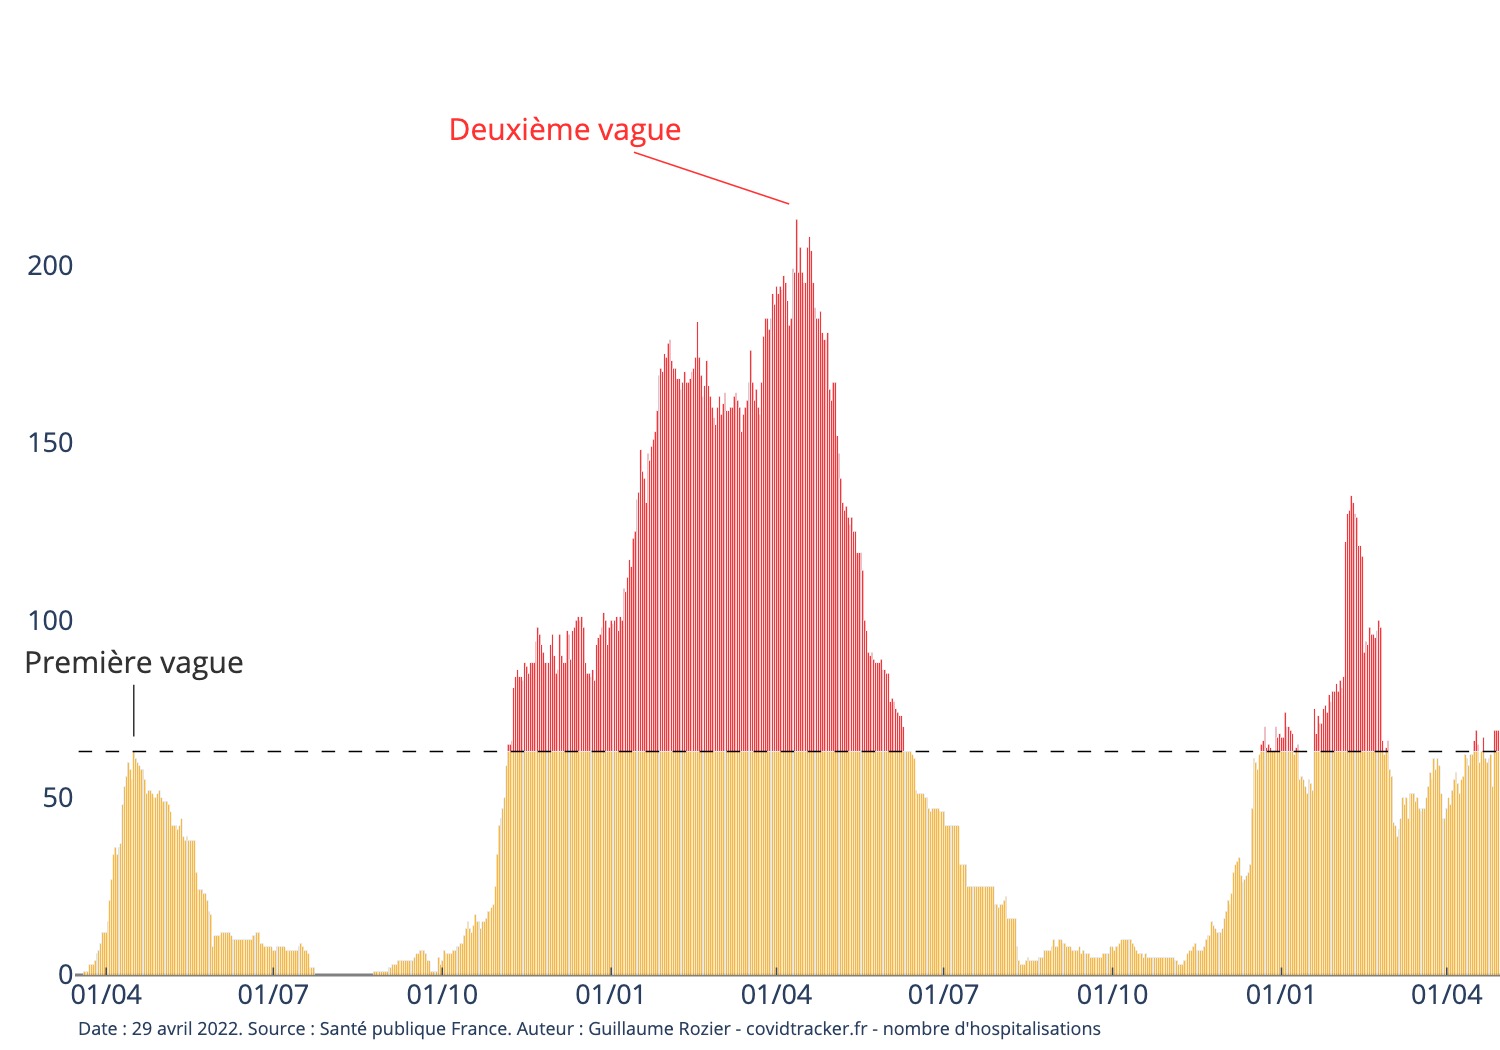 Deuxième vague
200
150
100
Première vague
50
0
01/04 01/07 01/10 01/01 01/04 01/07 01/10 01/01 01/04
Date : 29 avril 2022. Source : Santé publique France. Auteur : Guillaume Rozier - covidtracker.fr - nombre d'hospitalisations